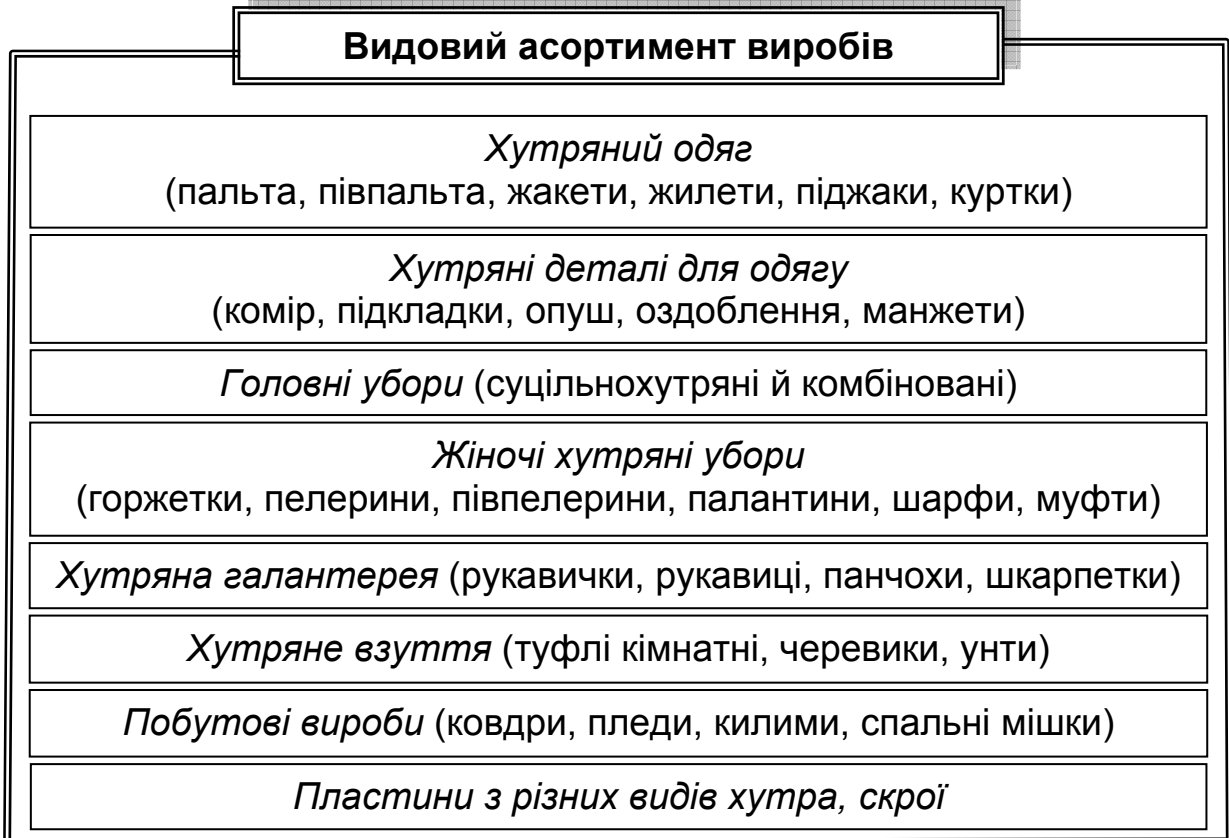 Видовий асортимент виробів
Хутряний одяг
(пальта, півпальта, жакети, жилети, піджаки, куртки)
Хутряні деталі для одягу
(комір, підкладки, опуш, оздоблення, манжети)
Головні убори (суцільнохутряні й комбіновані)
Жіночі хутряні убори
(горжетки, пелерини, півпелерини, палантини, шарфи, муфти)
Хутряна галантерея (рукавички, рукавиці, панчохи, шкарпетки)
Хутряне взуття (туфлі кімнатні, черевики, унти)
Побутові вироби (ковдри, пледи, килими, спальні мішки)
Пластини з різних видів хутра, скрої